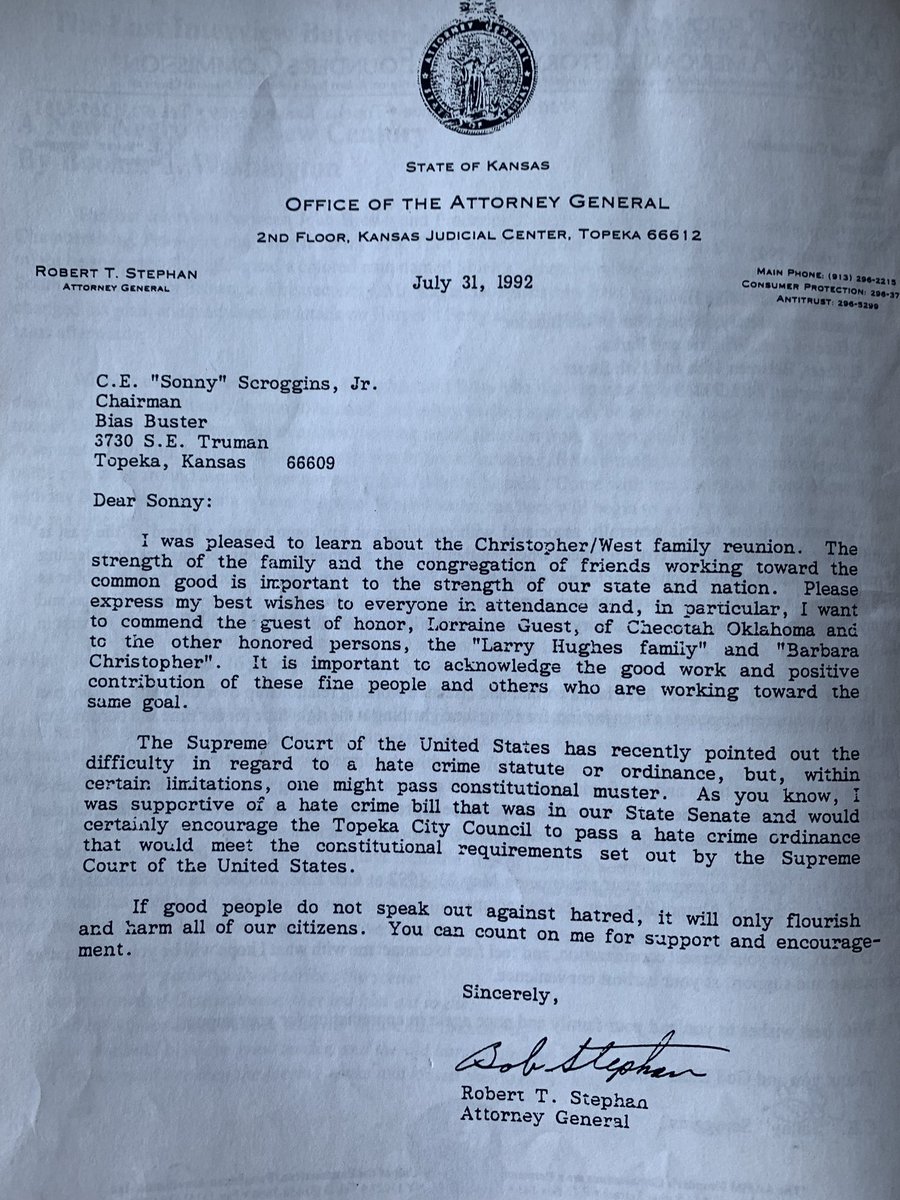 ATTORNEY GENERAL
STATE OF KANSAS
STATE OF KANSAS
OFFICE OF THE ATTORNEY GENERAL
2ND FLOOR, KANSAS JUDICIAL CENTER, TOPEKA 66612
ROBERT T. STEPHAN
ATTORNEY GENERAL
July 31, 1992
MAIN PHONE: (913) 296-2215
CONSUMER PROTECTION: 296-37
ANTITRUST: 296-5299
C.E. "Sonny" Scroggins, Jr.
Chairman
Bias Buster
3730 S.E. Truman
Topeka, Kansas 66609
Dear Sonny:
I was pleased to learn about the Christopher/West family reunion. The
strength of the family and the congregation of friends working toward the
common good is important to the strength of our state and nation. Please
express my best wishes to everyone in attendance and, in particular, I want
to commend the guest of honor, Lorraine Guest, of Checotah Oklahoma and
to the other honored persons, the "Larry Hughes family" and "Barbara
Christopher". It is important to acknowledge the good work and positive
contribution of these fine people and others who are working toward the
same goal.
The Supreme Court of the United States has recently pointed out the
difficulty in regard to a hate crime statute or ordinance, but, within
certain limitations, one might pass constitutional muster. As you know, I
was supportive of a hate crime bill that was in our State Senate and would
certainly encourage the Topeka City Council to pass a hate crime ordinance
that would meet the constitutional requirements set out by the Supreme
Court of the United States.
If good people do not speak out against hatred, it will only flourish
and harm all of our citizens. You can count on me for support and encourage-
ment.
Sincerely,
Bob Stephan
Robert T. Stephan
Attorney General